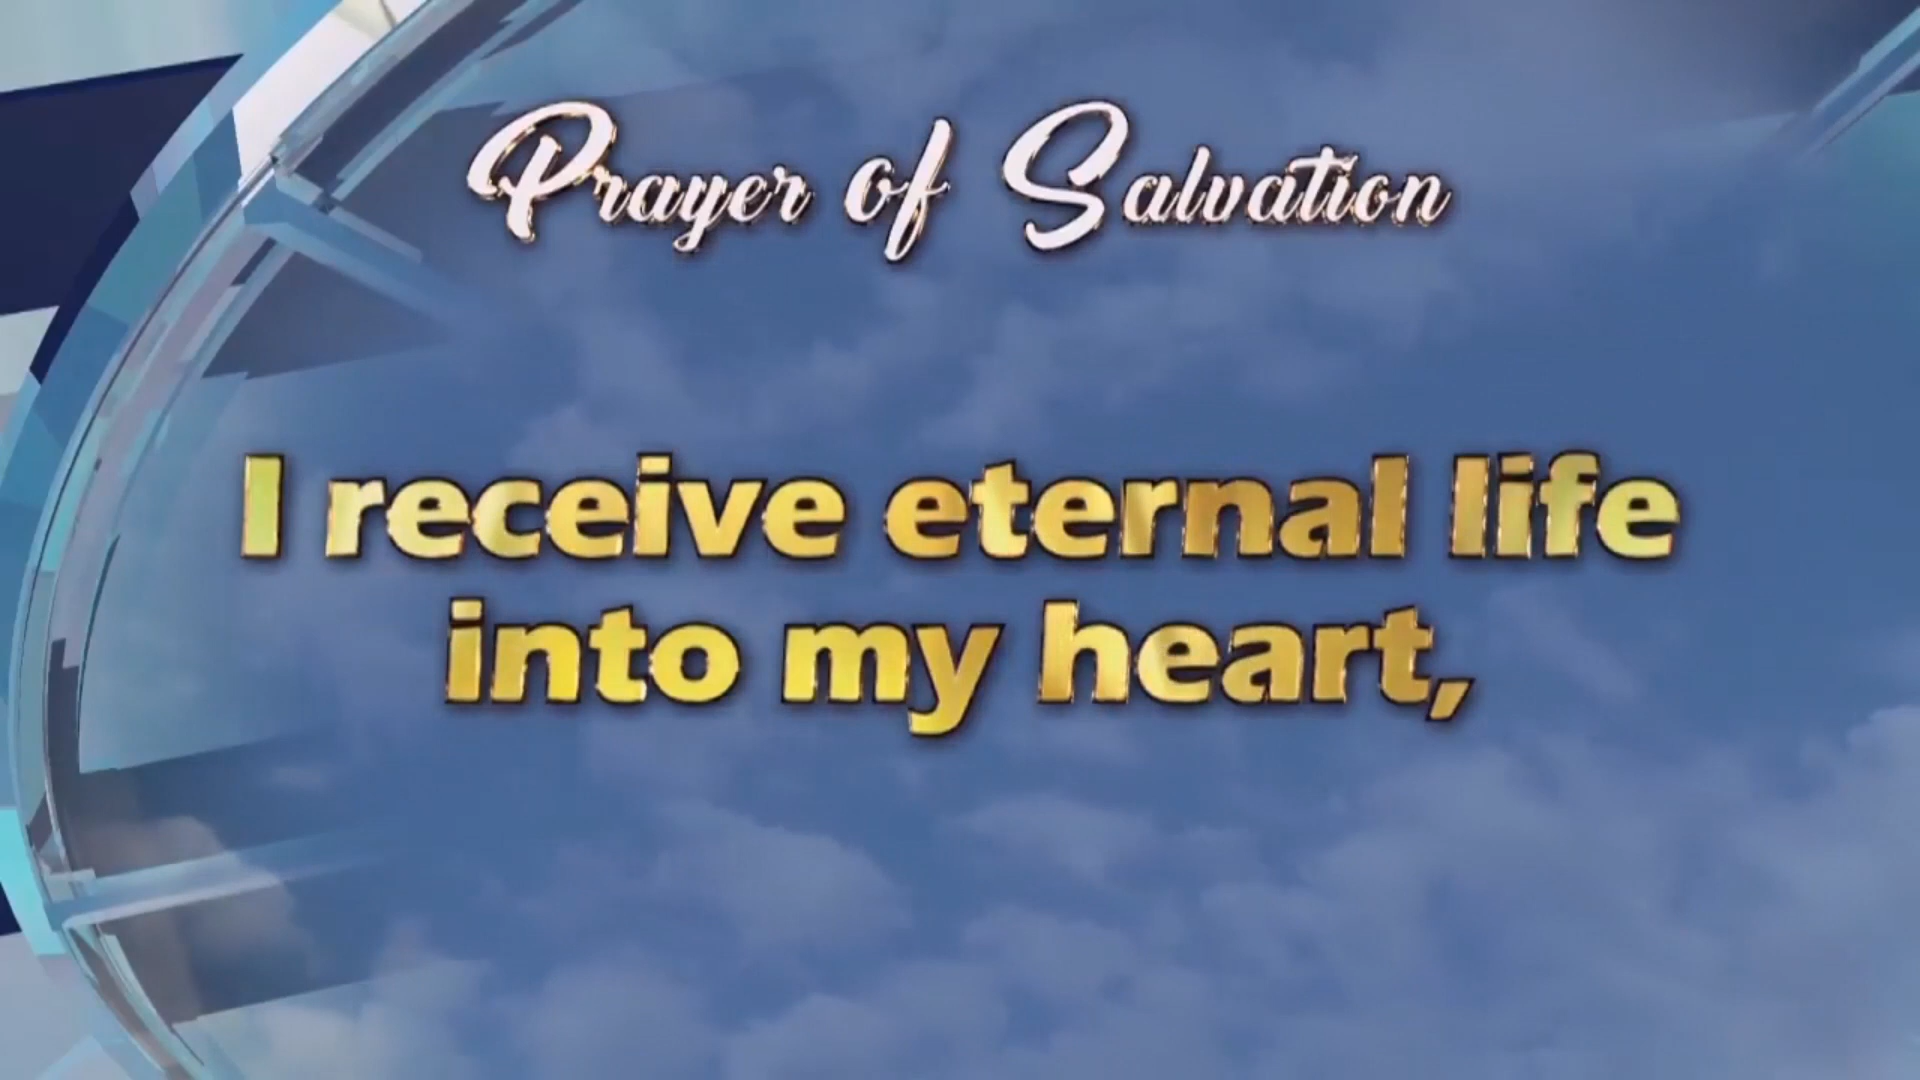 Prayer of Salvation
I receive eternal life
into my heart,